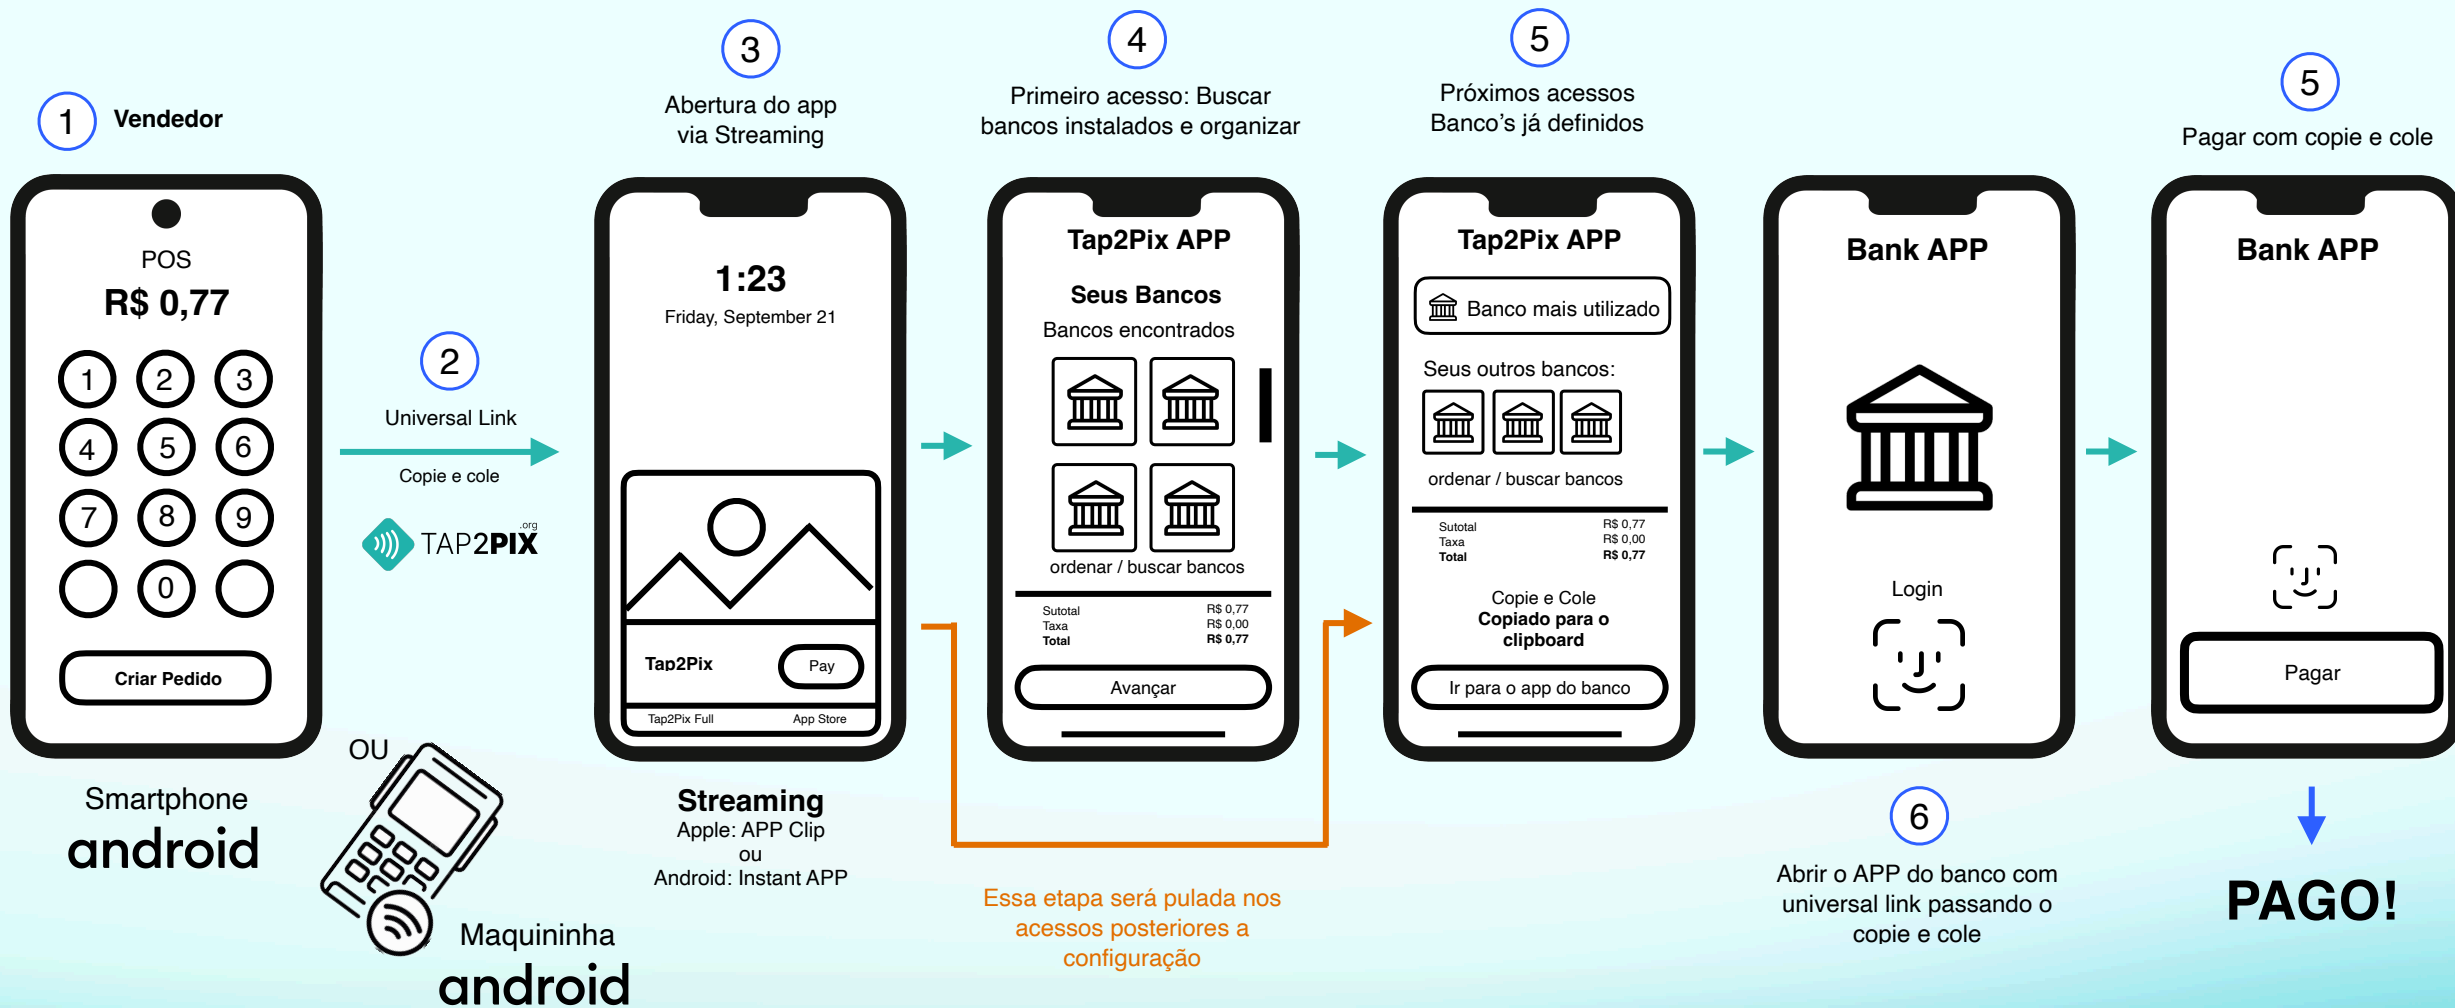 1
Vendedor
POS
R$ 0,77
1 2 3
4 5 6
7 8 9
0
Criar Pedido
Smartphone
android
OU
Maquininha
android
2
Universal Link
Copie e cole
TAP2PIX
.org
3
Abertura do app
via Streaming
1:23
Friday, September 21
Tap2Pix
Pay
Tap2Pix Full
App Store
Streaming
Apple: APP Clip
ou
Android: Instant APP
4
Primeiro acesso: Buscar
bancos instalados e organizar
Tap2Pix APP
Seus Bancos
Bancos encontrados
ordenar / buscar bancos
Sutotal R$ 0,77
Taxa R$ 0,00
Total R$ 0,77
Avançar
Essa etapa será pulada nos
acessos posteriores a
configuração
5
Próximos acessos
Banco's já definidos
Tap2Pix APP
Banco mais utilizado
Seus outros bancos:
ordenar / buscar bancos
Sutotal R$ 0,77
Taxa R$ 0,00
Total R$ 0,77
Copie e Cole
Copiado para o
clipboard
Ir para o app do banco
Bank APP
Login
6
Abrir o APP do banco com
universal link passando o
copie e cole
5
Pagar com copie e cole
Bank APP
Pagar
PAGO!